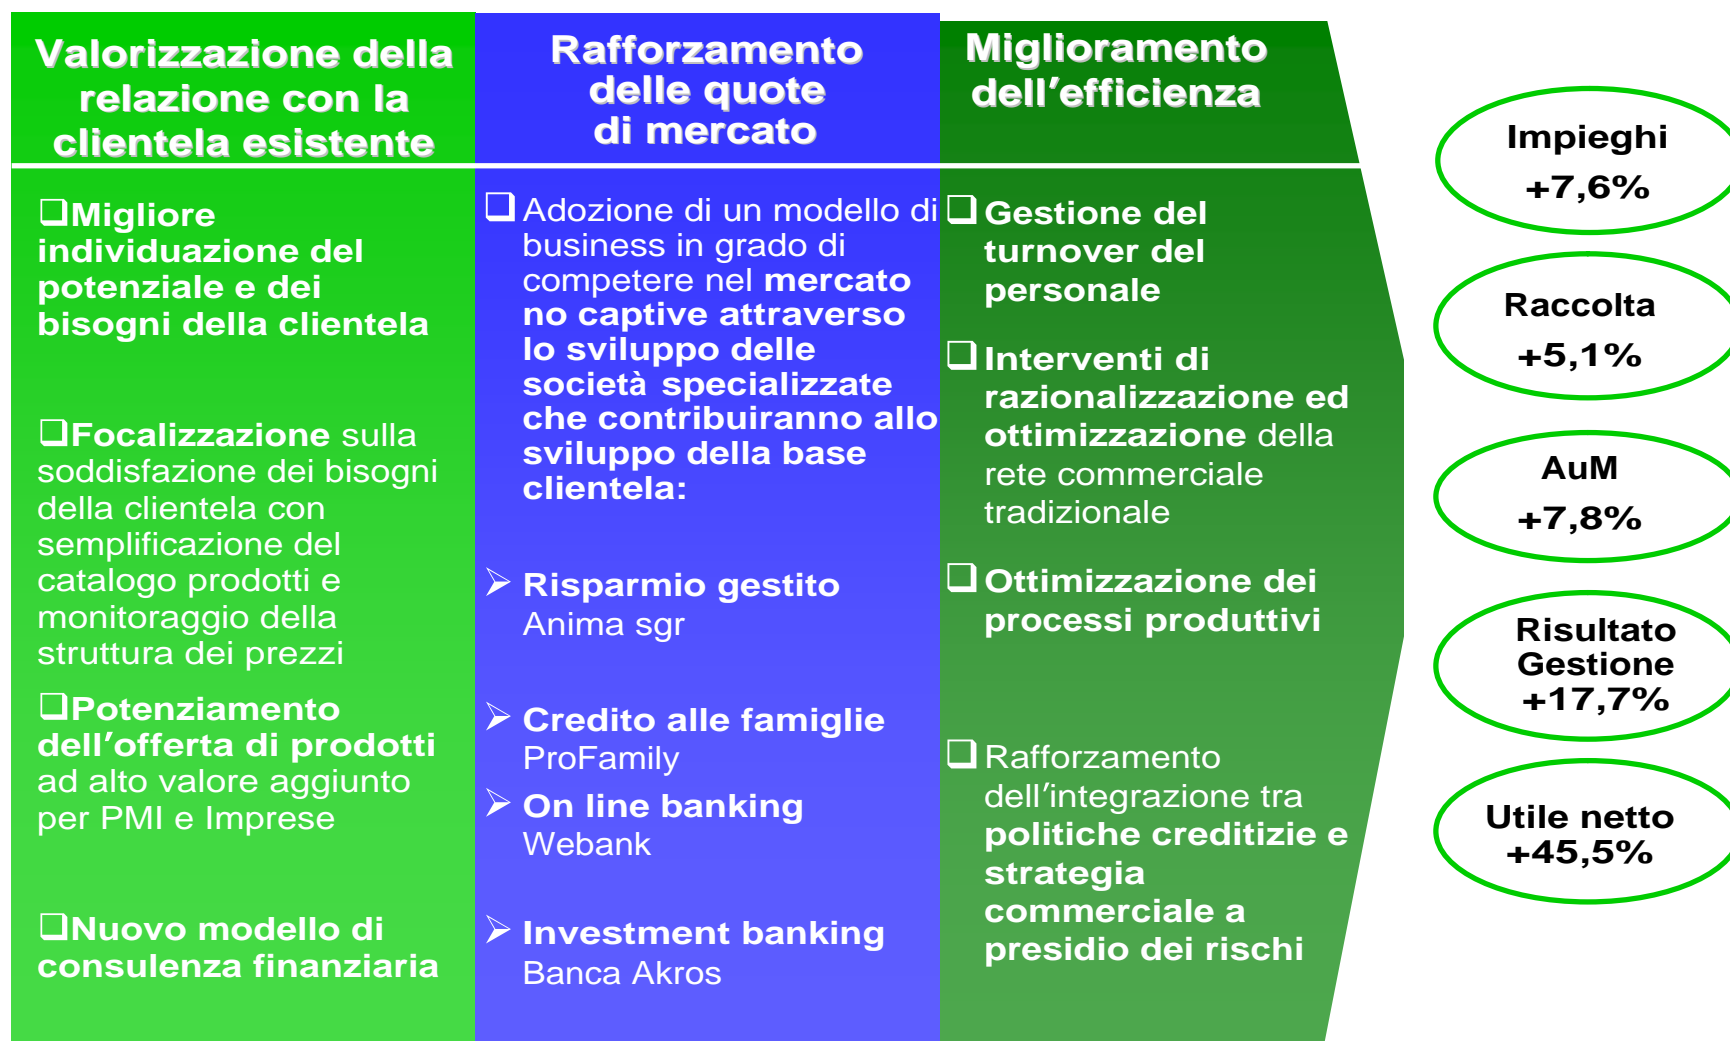 Valorizzazione della
relazione con la
clientela esistente
❑Migliore
individuazione del
potenziale e dei
bisogni della clientela
❑Focalizzazione sulla
soddisfazione dei bisogni
della clientela con
semplificazione del
catalogo prodotti e
monitoraggio della
struttura dei prezzi
❑Potenziamento
dell’offerta di prodotti
ad alto valore aggiunto
per PMI e Imprese
❑Nuovo modello di
consulenza finanziaria
Rafforzamento
delle quote
di mercato
❑ Adozione di un modello di
business in grado di
competere nel mercato
no captive attraverso
lo sviluppo delle
società specializzate
che contribuiranno allo
sviluppo della base
clientela:
➢ Risparmio gestito
Anima sgr
➢ Credito alle famiglie
ProFamily
➢ On line banking
Webank
➢ Investment banking
Banca Akros
Miglioramento
dell’efficienza
❑ Gestione del
turnover del
personale
❑ Interventi di
razionalizzazione ed
ottimizzazione della
rete commerciale
tradizionale
❑ Ottimizzazione dei
processi produttivi
❑ Rafforzamento
dell’integrazione tra
politiche creditizie e
strategia
commerciale a
presidio dei rischi
Impieghi
+7,6%
Raccolta
+5,1%
AuM
+7,8%
Risultato
Gestione
+17,7%
Utile netto
+45,5%